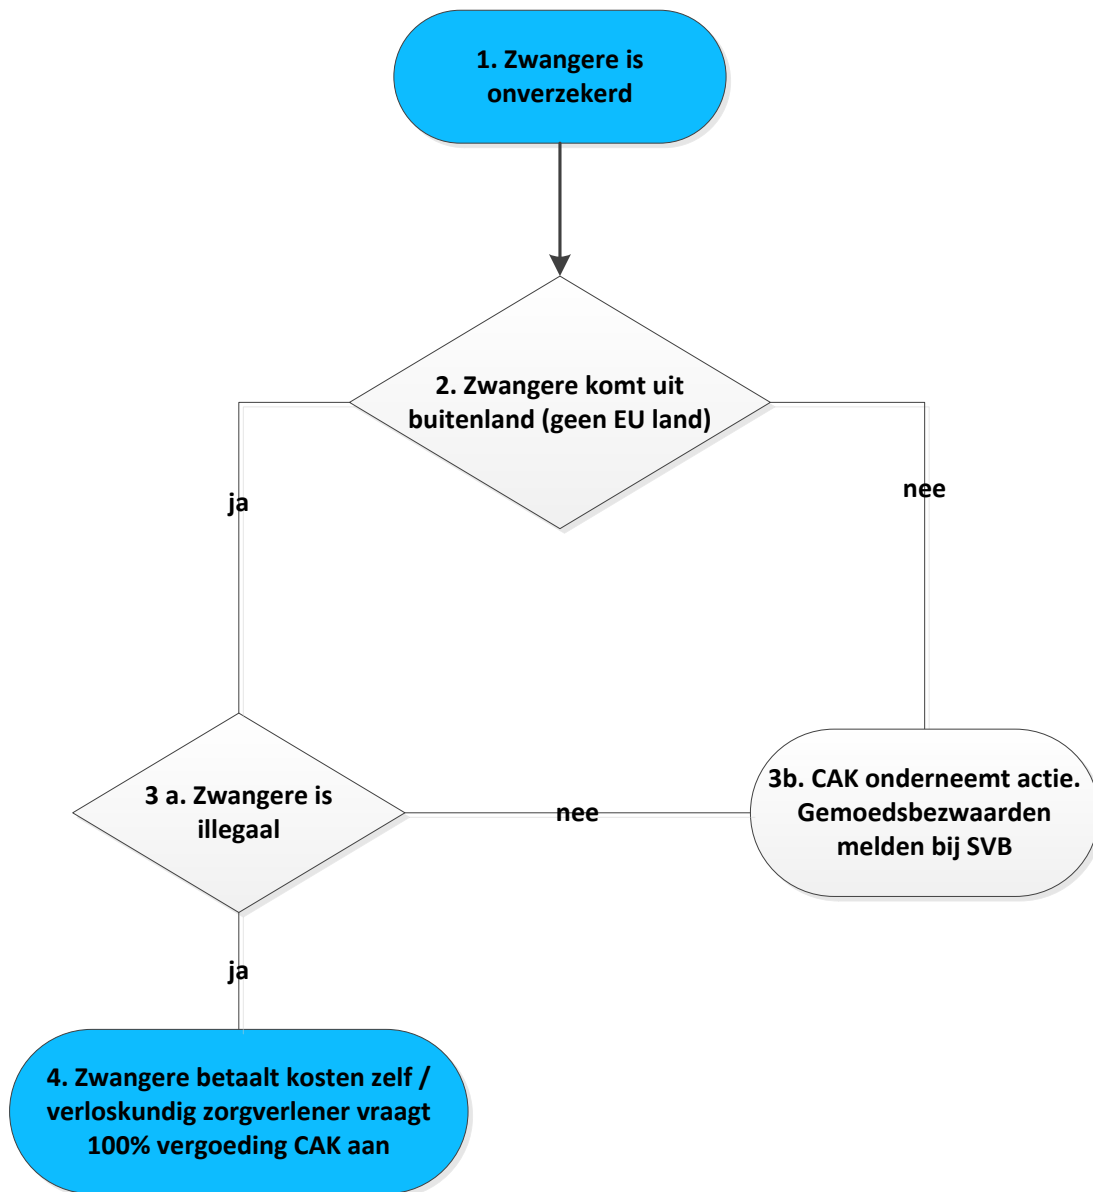 1. Zwangere is
onverzekerd
2. Zwangere komt uit
buitenland (geen EU land)
ja
nee
3 a. Zwangere is
illegaal
nee
3b. CAK onderneemt actie.
Gemoedsbezwaarden
melden bij SVB
ja
4. Zwangere betaalt kosten zelf /
verloskundig zorgverlener vraagt
100% vergoeding CAK aan